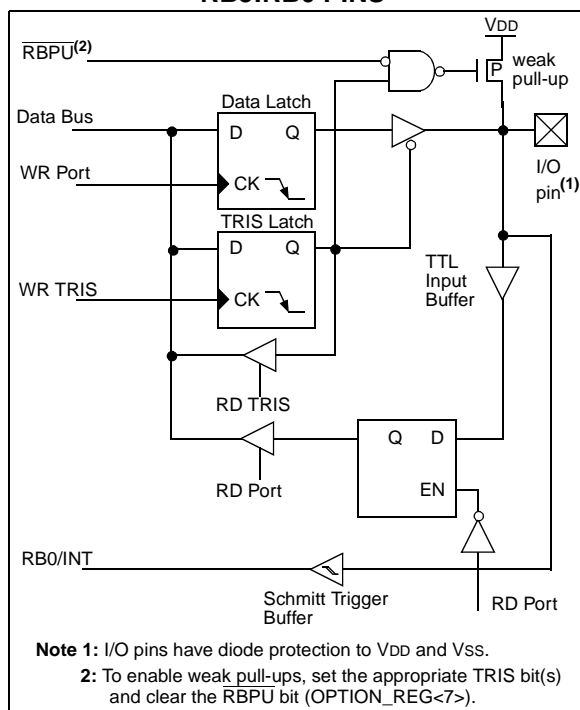 RB3:RB0 PINS
VDD
RBPU(2)
weak
pull-up
P
Data Latch
Data Bus
D Q
I/O
pin(1)
WR Port
CK
TRIS Latch
D Q
TTL
Input
Buffer
WR TRIS
CK
RD TRIS
Q D
RD Port
EN
RB0/INT
Schmitt Trigger
Buffer
RD Port
Note 1: I/O pins have diode protection to VDD and VSS.
2: To enable weak pull-ups, set the appropriate TRIS bit(s)
and clear the RBPU bit (OPTION_REG<7>).